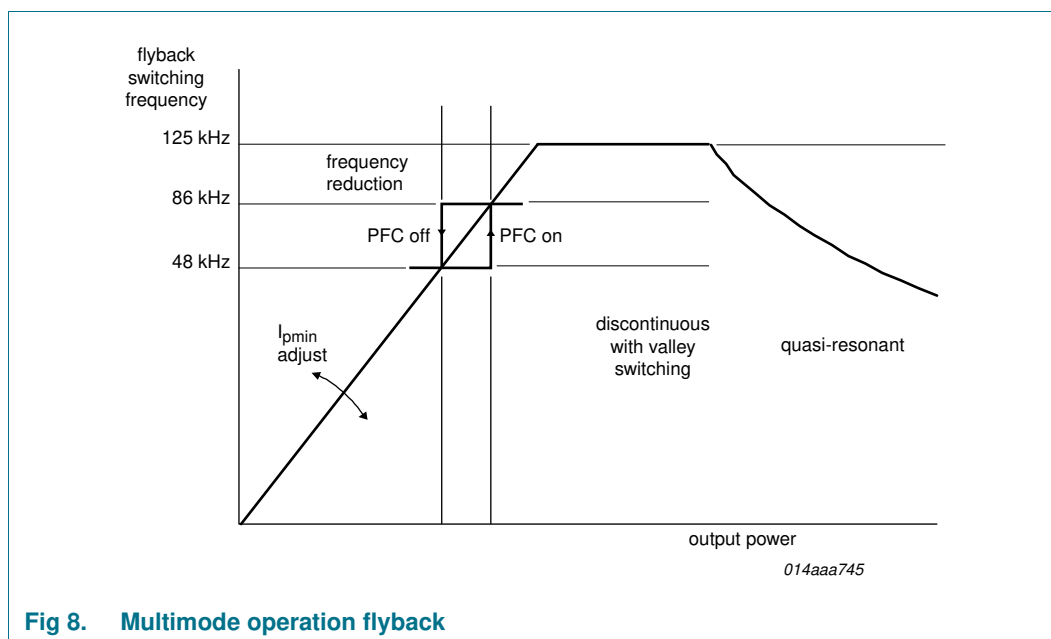 flyback
switching
frequency
125 kHz
frequency
reduction
86 kHz
PFC off
PFC on
48 kHz
Ipmin
adjust
discontinuous
with valley
switching
quasi-resonant
output power
014aaa745
Fig 8. Multimode operation flyback